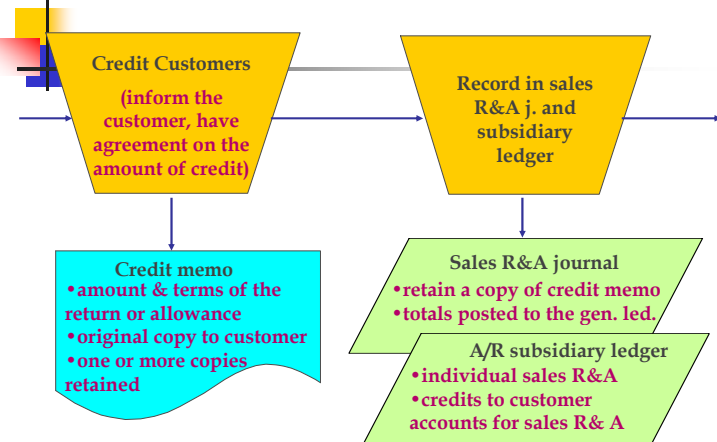 Credit Customers
(inform the
customer, have
agreement on the
amount of credit)
Record in sales
R&A j. and
subsidiary
ledger
Credit memo
•amount & terms of the
return or allowance
•original copy to customer
•one or more copies
retained
Sales R&A journal
•retain a copy of credit memo
•totals posted to the gen. led.
A/R subsidiary ledger
•individual sales R&A
•credits to customer
accounts for sales R& A